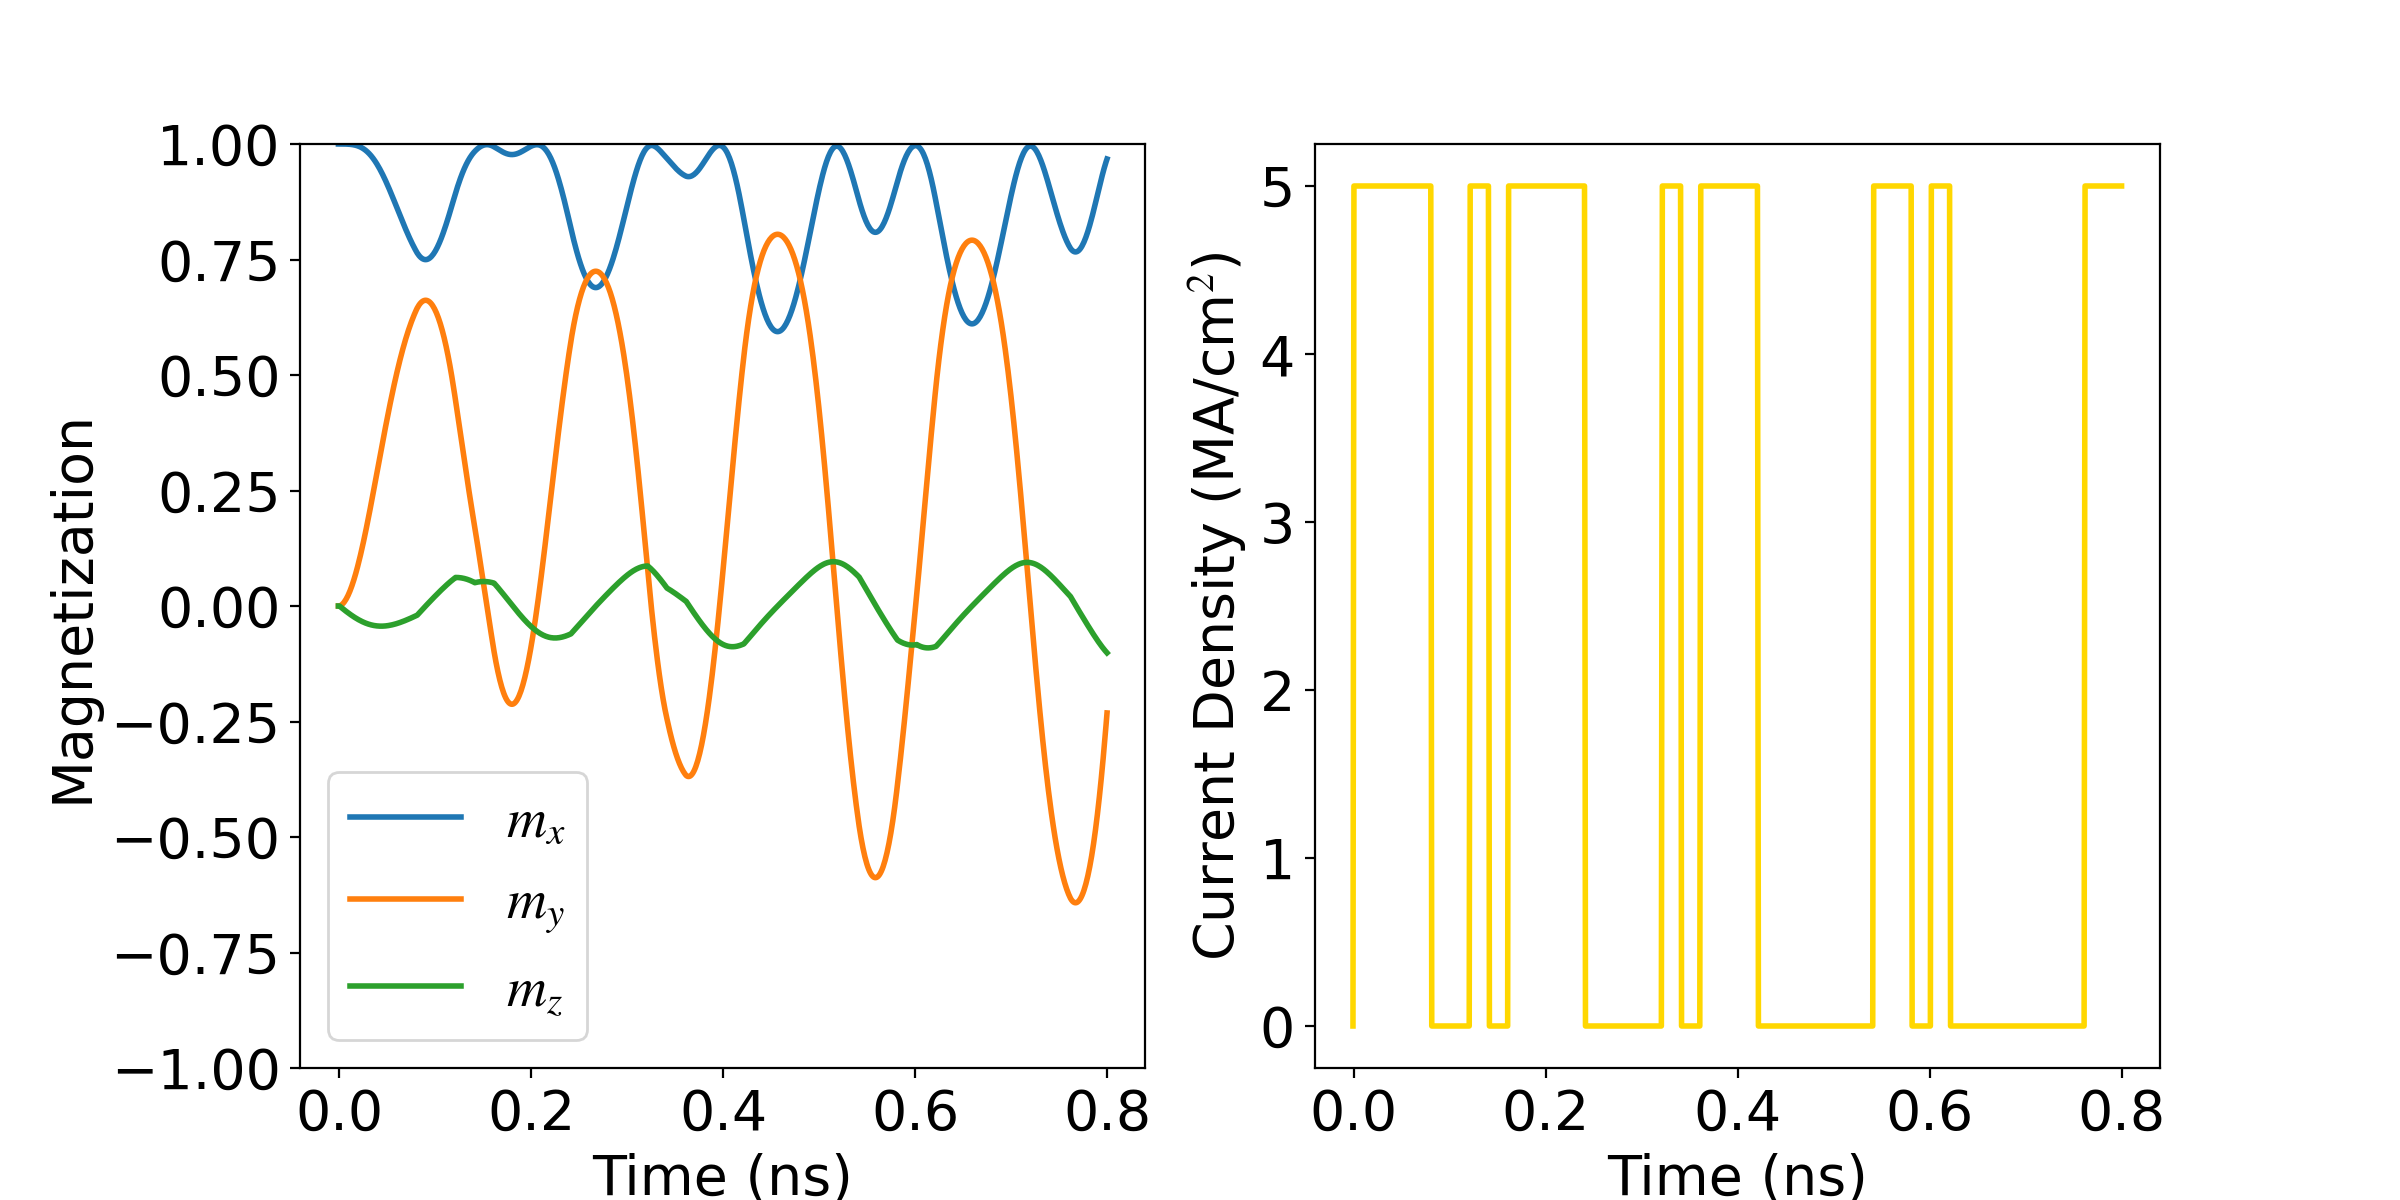 Magnetization
1.00
0.75
0.50
0.25
0.00
−0.25
−0.50
−0.75
−1.00
m_x
m_y
m_z
0.0 0.2 0.4 0.6 0.8
Time (ns)
Current Density (MA/cm²)
5
4
3
2
1
0
0.0 0.2 0.4 0.6 0.8
Time (ns)